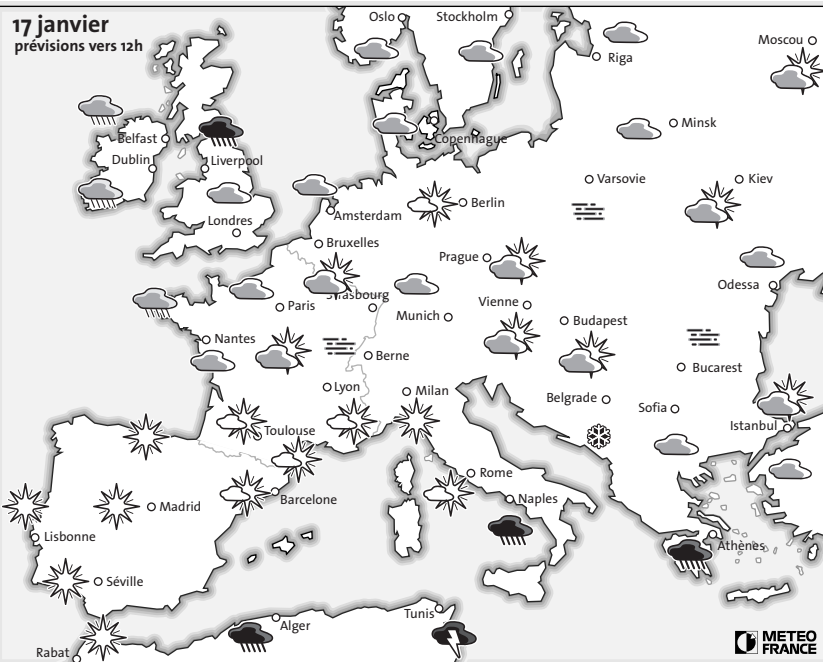 17 janvier
prévisions vers 12h
Oslo
Stockholm
Riga
Moscou
Belfast
Dublin
Liverpool
Londres
Copenhague
Minsk
Varsovie
Kiev
Amsterdam
Berlin
Bruxelles
Prague
Odessa
Paris
Strasbourg
Munich
Vienne
Budapest
Nantes
Berne
Bucarest
Lyon
Milan
Belgrade
Sofia
Istanbul
Toulouse
Rome
Naples
Barcelone
Madrid
Lisbonne
Séville
Athènes
Alger
Tunis
Rabat
METEO
FRANCE